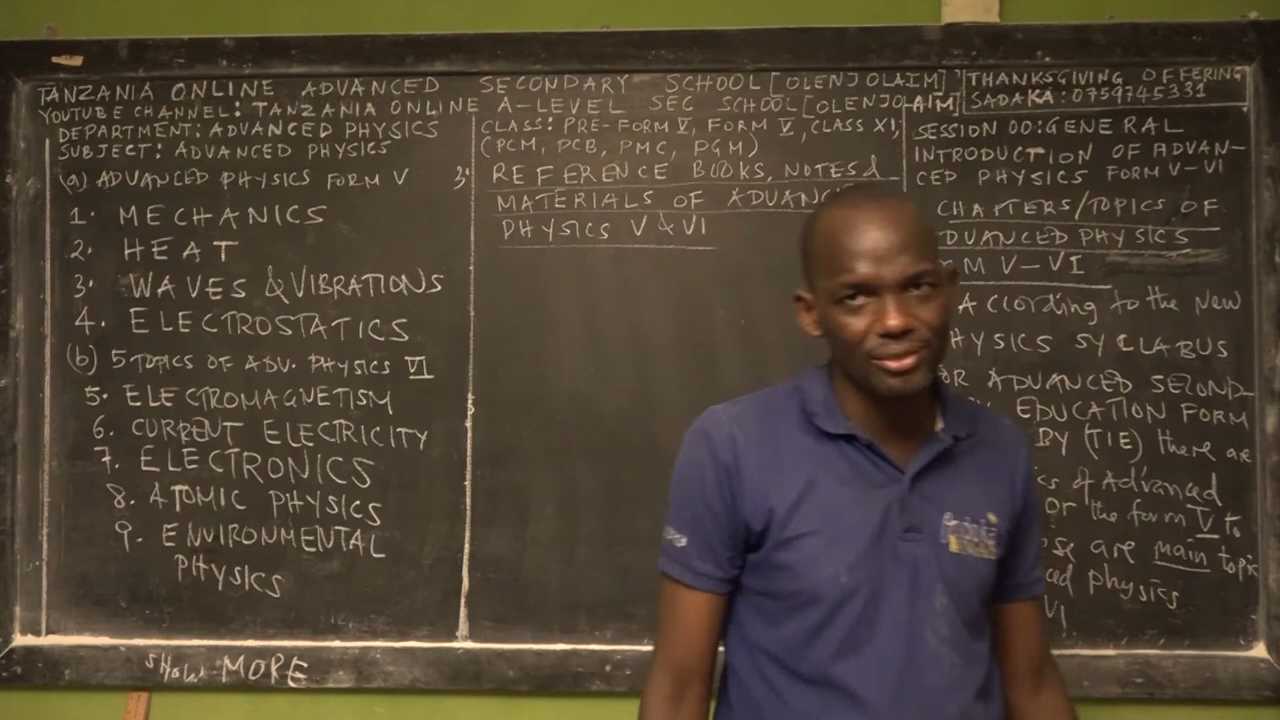 TANZANIA ONLINE ADVANCED SECONDARY SCHOOL [OLENJOLAIM]
YOUTUBE CHANNEL: TANZANIA ONLINE A-LEVEL SEC SCHOOL [OLENJOLAIM]
DEPARTMENT: ADVANCED PHYSICS
SUBJECT: ADVANCED PHYSICS
(a) ADVANCED PHYSICS FORM V
1. MECHANICS
2. HEAT
3. WAVES & VIBRATIONS
4. ELECTROSTATICS
(b) 5 TOPICS OF ADV. PHYSICS VI
5. ELECTROMAGNETISM
6. CURRENT ELECTRICITY
7. ELECTRONICS
8. ATOMIC PHYSICS
9. ENVIRONMENTAL
PHYSICS
SHOW MORE
CLASS: PRE-FORM V, FORM V, CLASS XI,
(PCM, PCB, PMC, PGM)
3. REFERENCE BOOKS, NOTES &
MATERIALS OF ADVANC
PHYSICS V & VI
THANKSGIVING OFFERING
SADAKA: 0759745331
SESSION 00: GENERAL
INTRODUCTION OF ADVAN-
CED PHYSICS FORM V-VI
CHAPTERS/TOPICS OF
DVANCED PHYSICS
M V-VI
ACCORDING to the NEW
HYSICS SYLLABUS
OR ADVANCED SECOND-
EDUCATION FORM
BY (TIE) there are
cs of Advanced
or the form V to
se are main topic
ced physics
VI